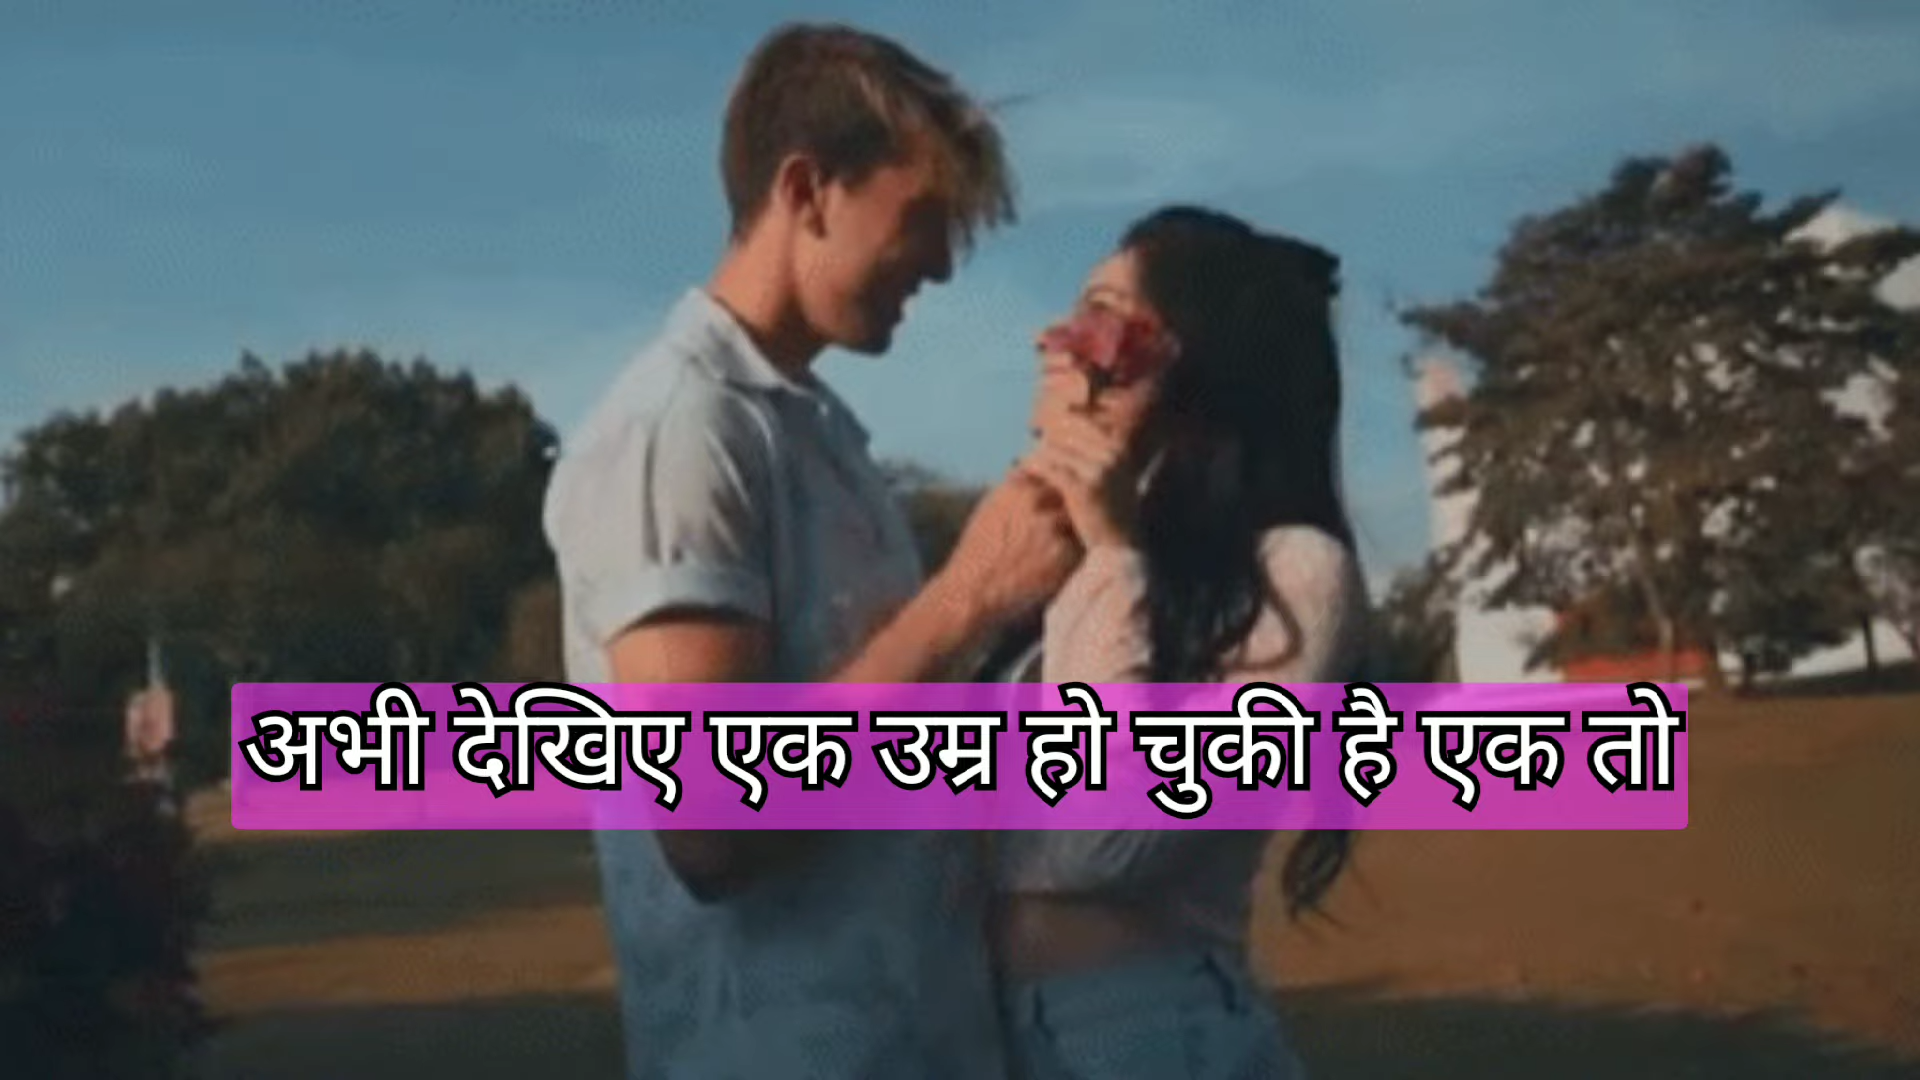 अभी देखिए एक उम्र हो चुकी है एक तो